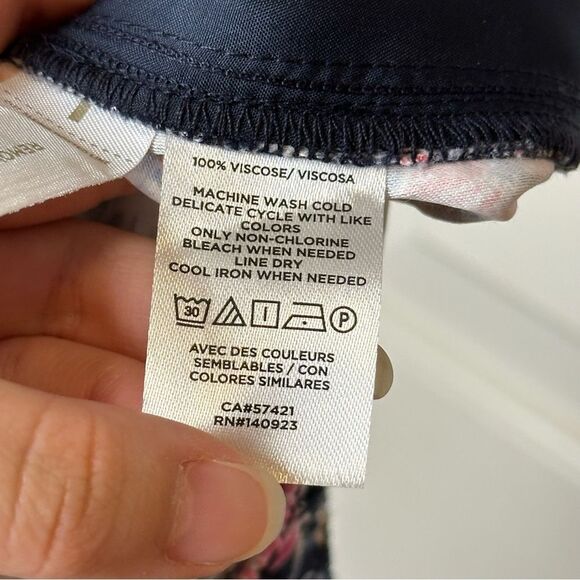 100% VISCOSE/ VISCOSA
MACHINE WASH COLD
DELICATE CYCLE WITH LIKE
COLORS
ONLY NON-CHLORINE
BLEACH WHEN NEEDED
LINE DRY
COOL IRON WHEN NEEDED
30 P
AVEC DES COULEURS
SEMBLABLES / CON
COLORES SIMILARES
CA#57421
RN#140923